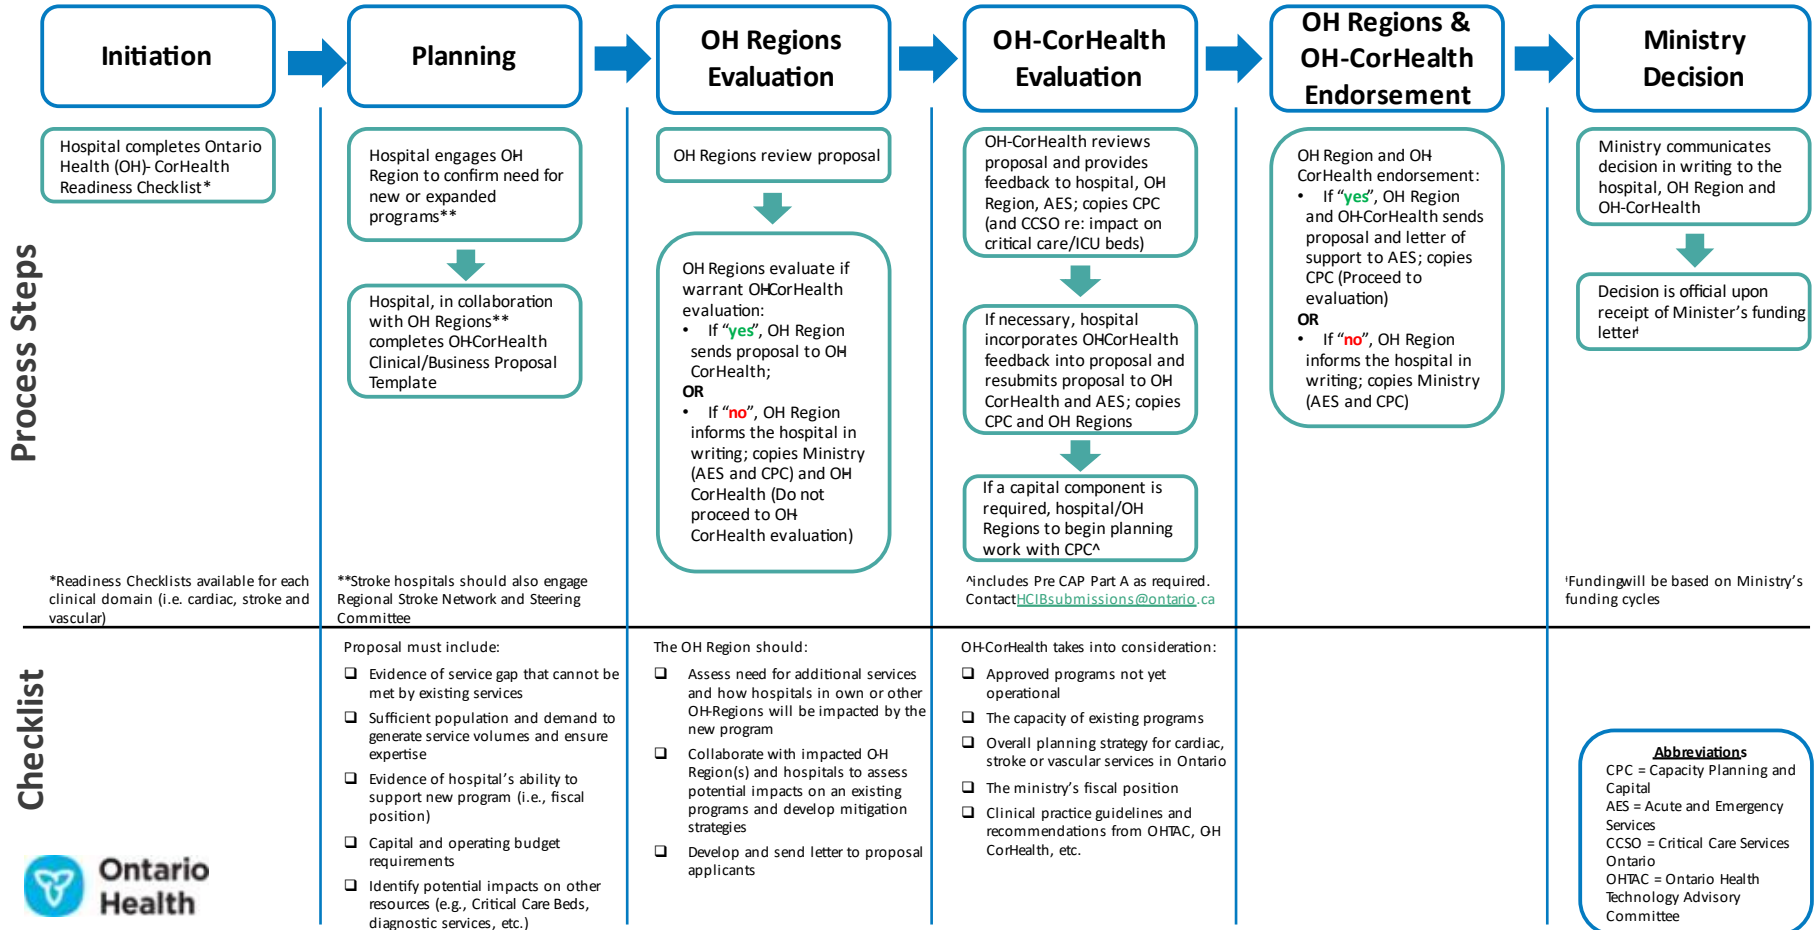 Initiation
Planning
OH Regions
Evaluation
OH-CorHealth
Evaluation
OH Regions &
OH-CorHealth
Endorsement
Ministry
Decision
Process Steps
Hospital completes Ontario
Health (OH)- CorHealth
Readiness Checklist*
*Readiness Checklists available for each
clinical domain (i.e. cardiac, stroke and
vascular)
Hospital engages OH
Region to confirm need for
new or expanded
programs**
Hospital, in collaboration
with OH Regions**
completes OH-CorHealth
Clinical/Business Proposal
Template
**Stroke hospitals should also engage
Regional Stroke Network and Steering
Committee
OH Regions review proposal
OH Regions evaluate if
warrant OH-CorHealth
evaluation:
• If “yes”, OH Region
sends proposal to OH-
CorHealth;
OR
• If “no”, OH Region
informs the hospital in
writing; copies Ministry
(AES and CPC) and OH-
CorHealth (Do not
proceed to OH-
CorHealth evaluation)
OH-CorHealth reviews
proposal and provides
feedback to hospital, OH
Region, AES; copies CPC
(and CCSO re: impact on
critical care/ICU beds)
If necessary, hospital
incorporates OH-CorHealth
feedback into proposal and
resubmits proposal to OH-
CorHealth and AES; copies
CPC and OH Regions
If a capital component is
required, hospital/OH
Regions to begin planning
work with CPC^
^includes Pre CAP Part A as required.
Contact HCIBsubmissions@ontario.ca
OH Region and OH-
CorHealth endorsement:
• If “yes”, OH Region
and OH-CorHealth sends
proposal and letter of
support to AES; copies
CPC (Proceed to
evaluation)
OR
• If “no”, OH Region
informs the hospital in
writing; copies Ministry
(AES and CPC)
Ministry communicates
decision in writing to the
hospital, OH Region and
OH-CorHealth
Decision is official upon
receipt of Minister’s funding
letterƚ
ƚFunding will be based on Ministry’s
funding cycles
Checklist
Proposal must include:
❑ Evidence of service gap that cannot be
met by existing services
❑ Sufficient population and demand to
generate service volumes and ensure
expertise
❑ Evidence of hospital’s ability to
support new program (i.e., fiscal
position)
❑ Capital and operating budget
requirements
❑ Identify potential impacts on other
resources (e.g., Critical Care Beds,
diagnostic services, etc.)
The OH Region should:
❑ Assess need for additional services
and how hospitals in own or other
OH-Regions will be impacted by the
new program
❑ Collaborate with impacted OH
Region(s) and hospitals to assess
potential impacts on an existing
programs and develop mitigation
strategies
❑ Develop and send letter to proposal
applicants
OH-CorHealth takes into consideration:
❑ Approved programs not yet
operational
❑ The capacity of existing programs
❑ Overall planning strategy for cardiac,
stroke or vascular services in Ontario
❑ The ministry’s fiscal position
❑ Clinical practice guidelines and
recommendations from OHTAC, OH-
CorHealth, etc.
Abbreviations
CPC = Capacity Planning and
Capital
AES = Acute and Emergency
Services
CCSO = Critical Care Services
Ontario
OHTAC = Ontario Health
Technology Advisory
Committee
Ontario
Health